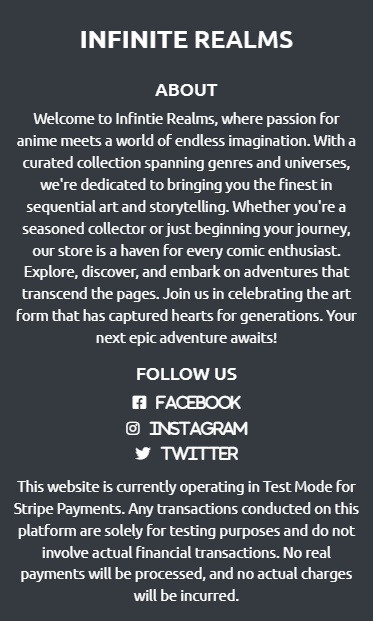 INFINITE REALMS
ABOUT
Welcome to Infintie Realms, where passion for
anime meets a world of endless imagination. With a
curated collection spanning genres and universes,
we're dedicated to bringing you the finest in
sequential art and storytelling. Whether you're a
seasoned collector or just beginning your journey,
our store is a haven for every comic enthusiast.
Explore, discover, and embark on adventures that
transcend the pages. Join us in celebrating the art
form that has captured hearts for generations. Your
next epic adventure awaits!
FOLLOW US
FACEBOOK
INSTAGRAM
TWITTER
This website is currently operating in Test Mode for
Stripe Payments. Any transactions conducted on this
platform are solely for testing purposes and do not
involve actual financial transactions. No real
payments will be processed, and no actual charges
will be incurred.